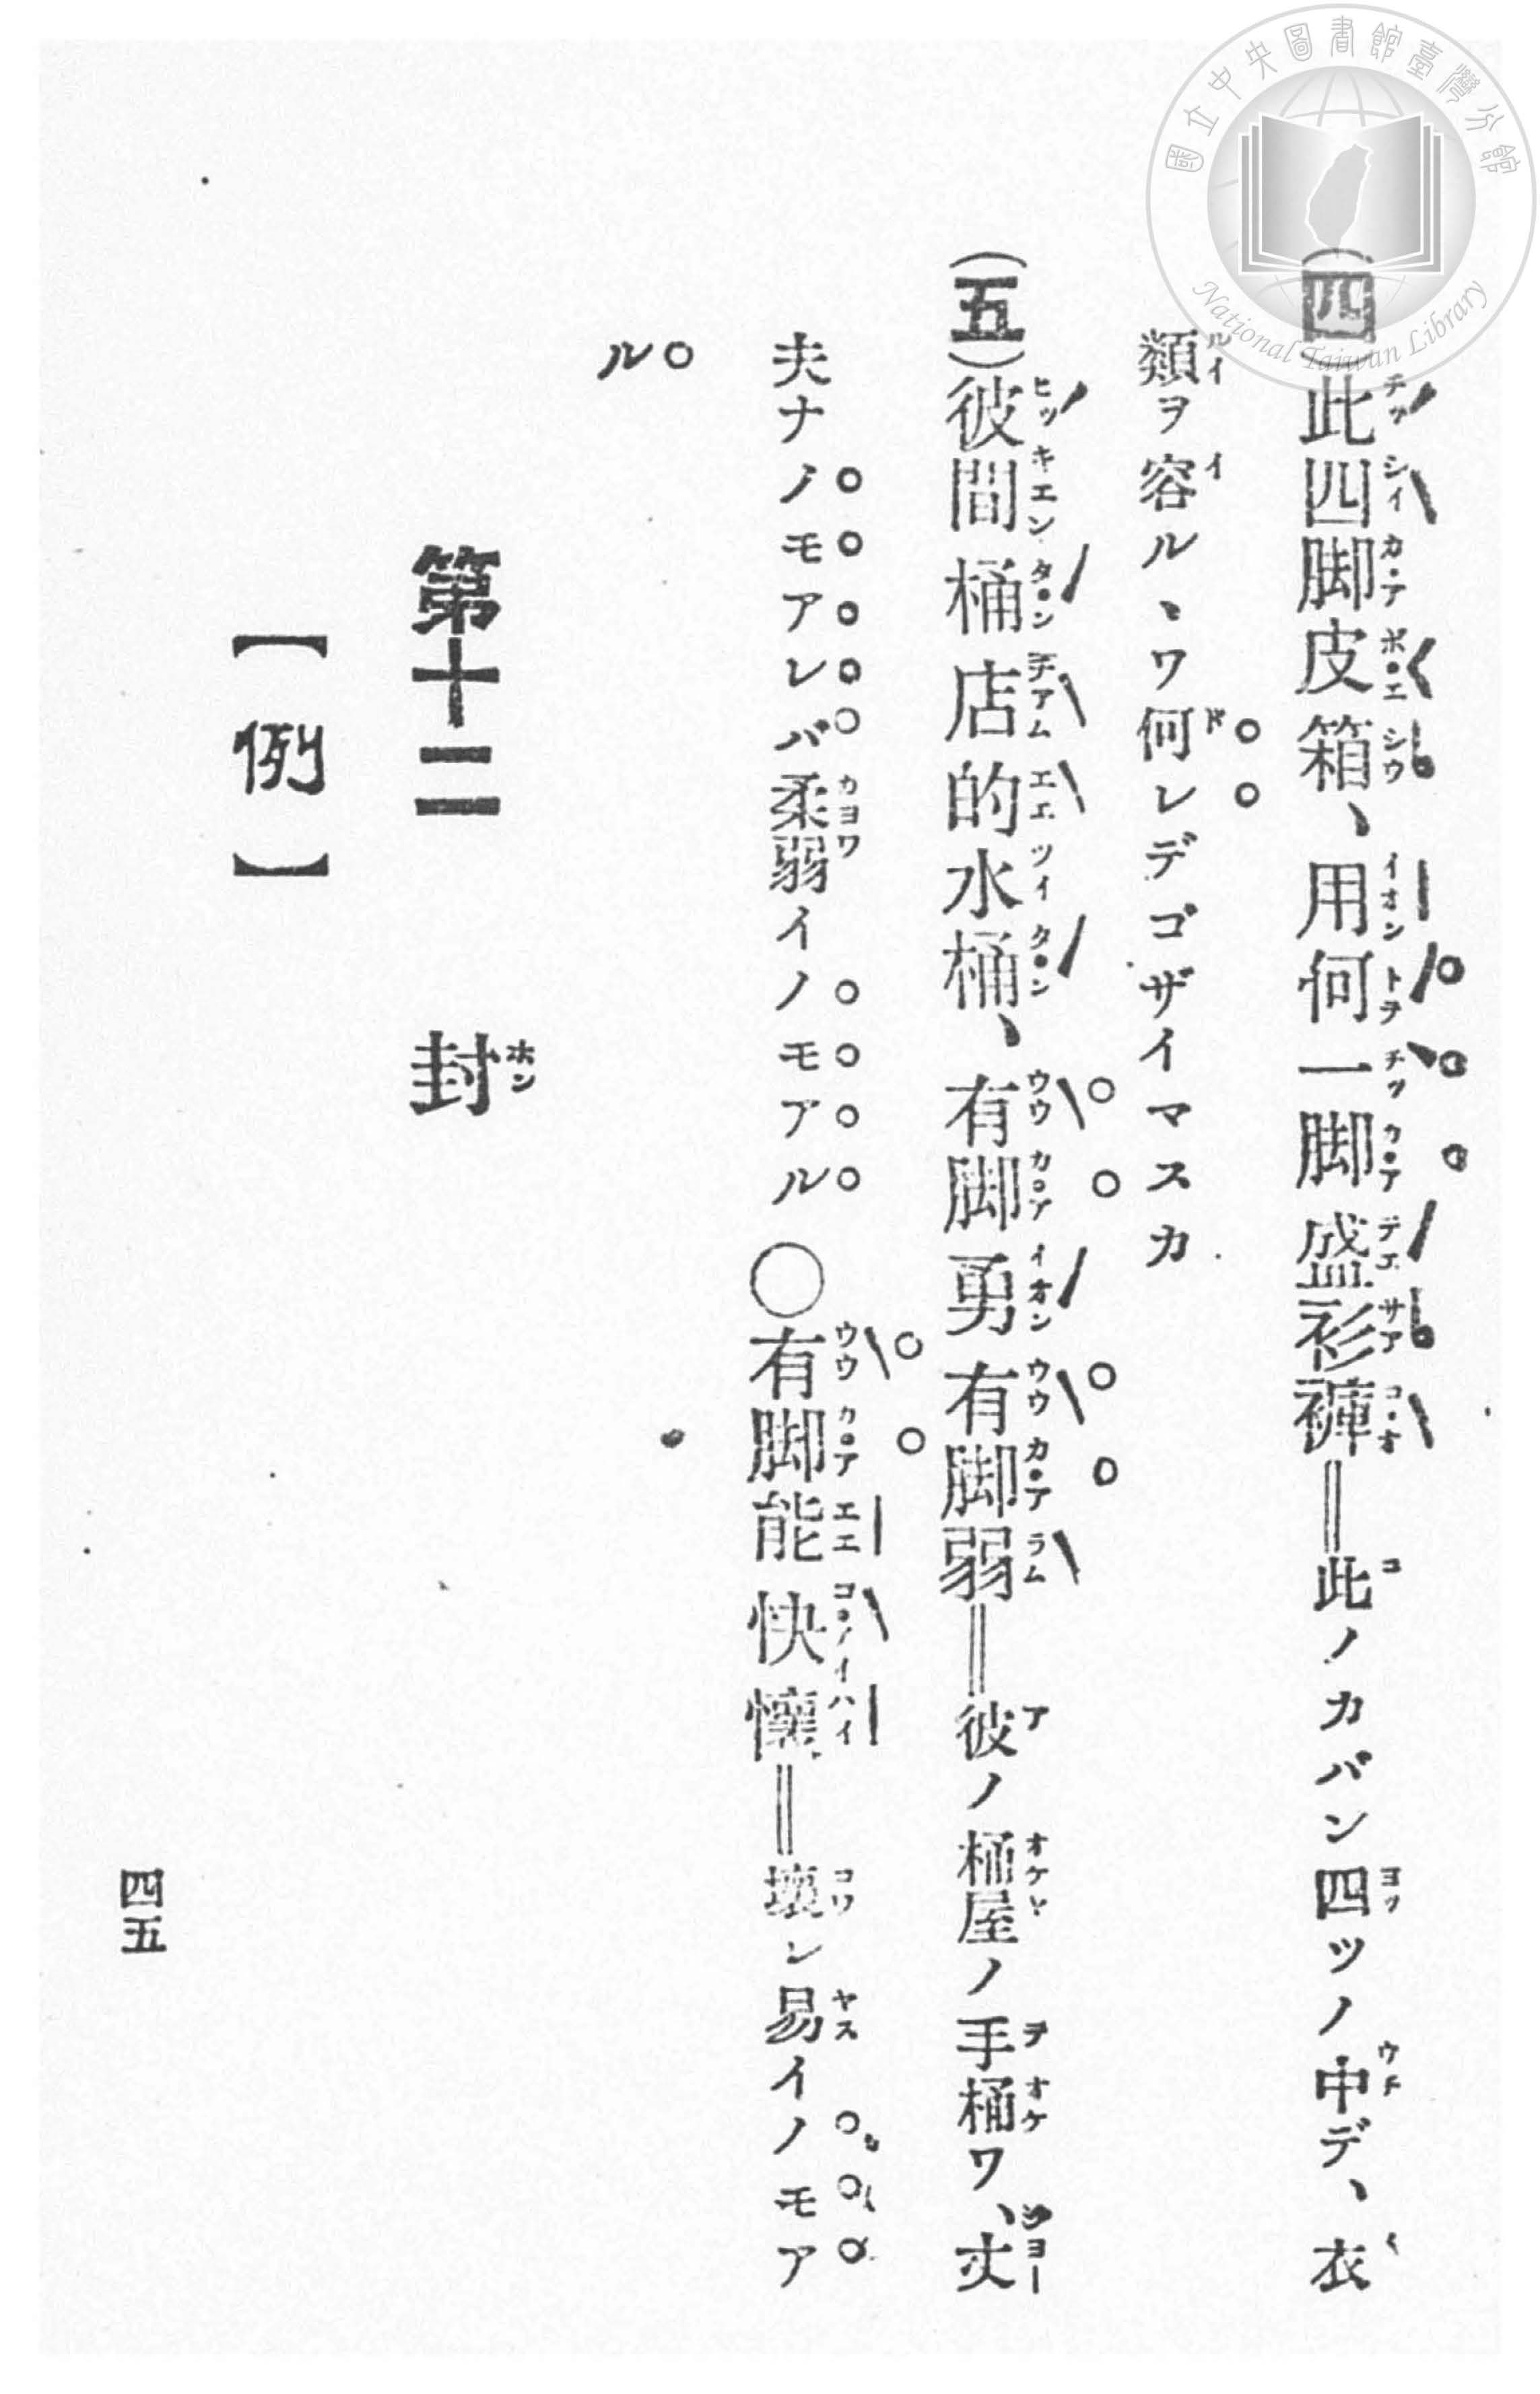 (四)此四脚皮箱、用何一脚盛衫褲=此ノカバン四ツノ中デ、衣
類ヲ容ルヽワ何レデゴザイマスカ
(五)彼間桶店的水桶、有脚勇有脚弱=彼ノ桶屋ノ手桶ワ、丈
夫ナノモアレバ柔弱イノモアル○有脚能快懷=壞レ易イノモア
ル
第十二 封
【例】
四五
國立中央圖書館臺灣分館
National Taiwan Library